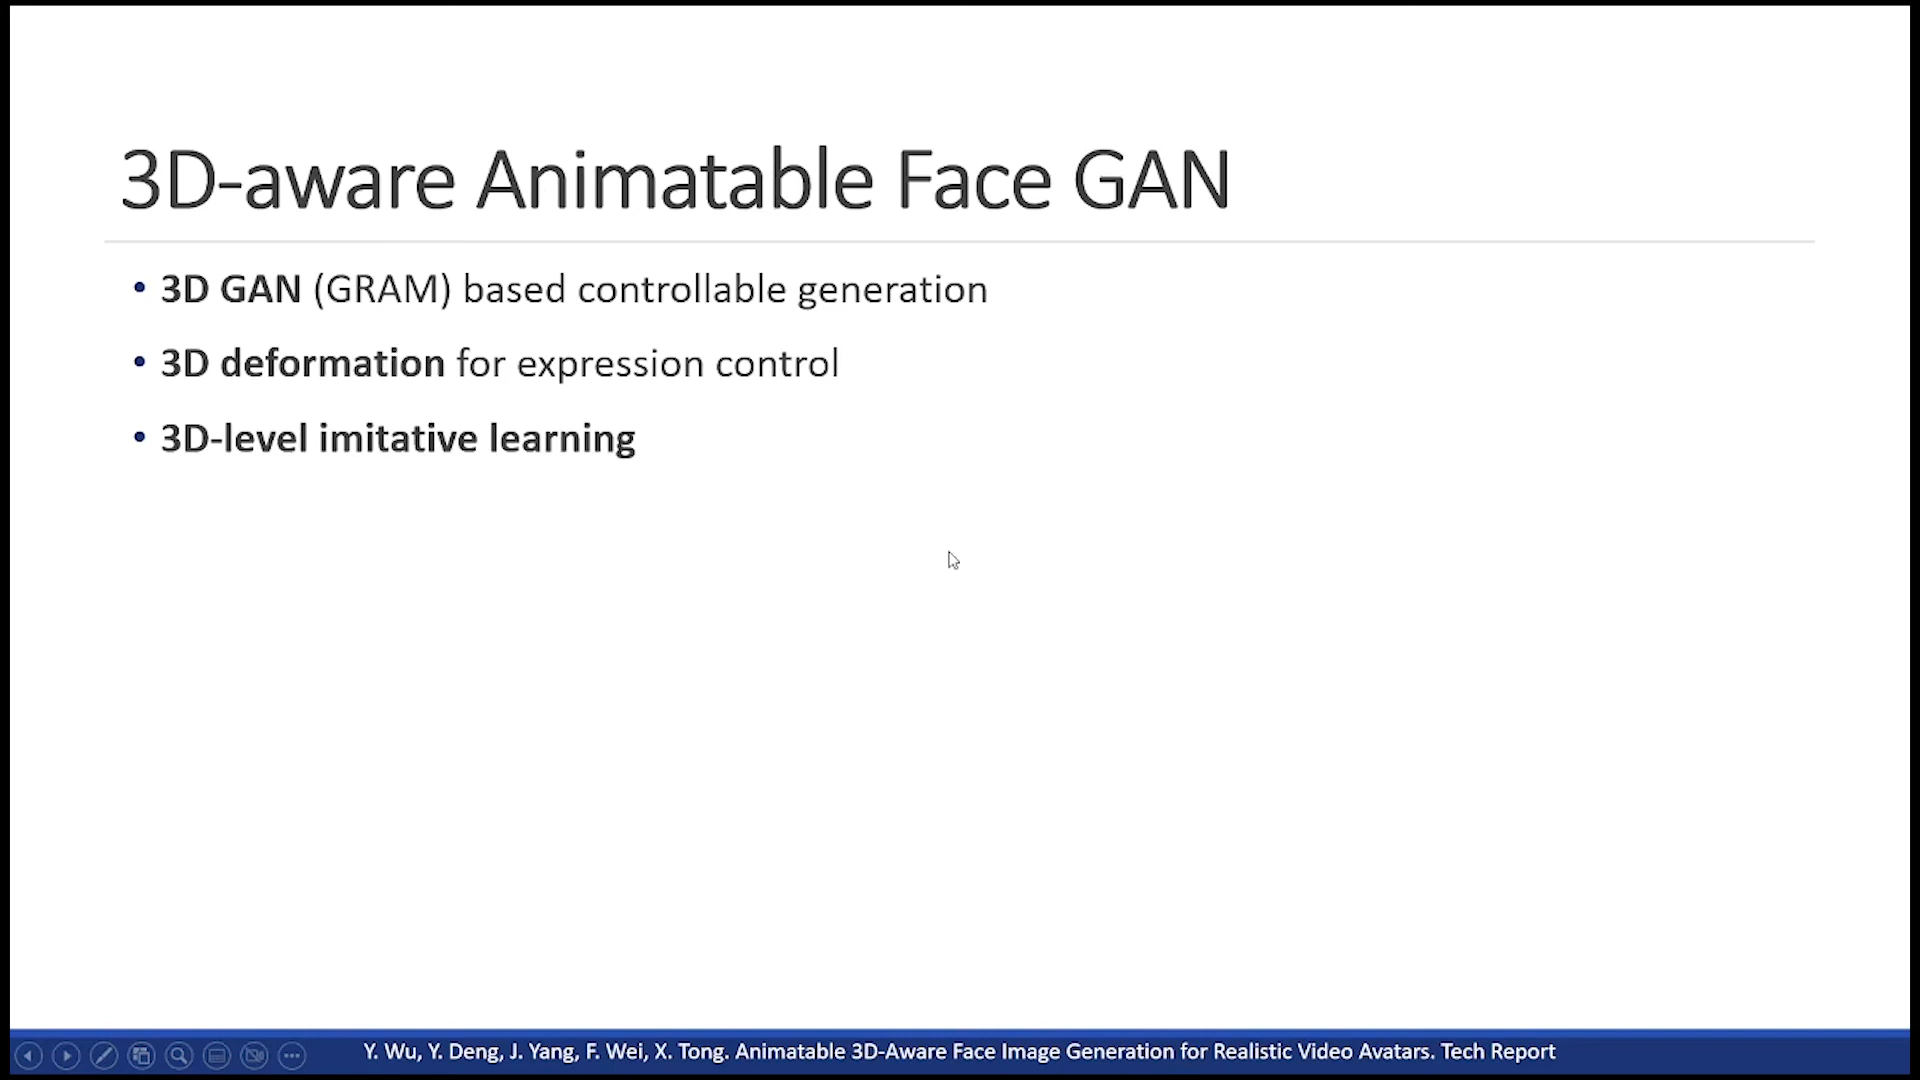 3D-aware Animatable Face GAN
• 3D GAN (GRAM) based controllable generation
• 3D deformation for expression control
• 3D-level imitative learning
Y. Wu, Y. Deng, J. Yang, F. Wei, X. Tong. Animatable 3D-Aware Face Image Generation for Realistic Video Avatars. Tech Report